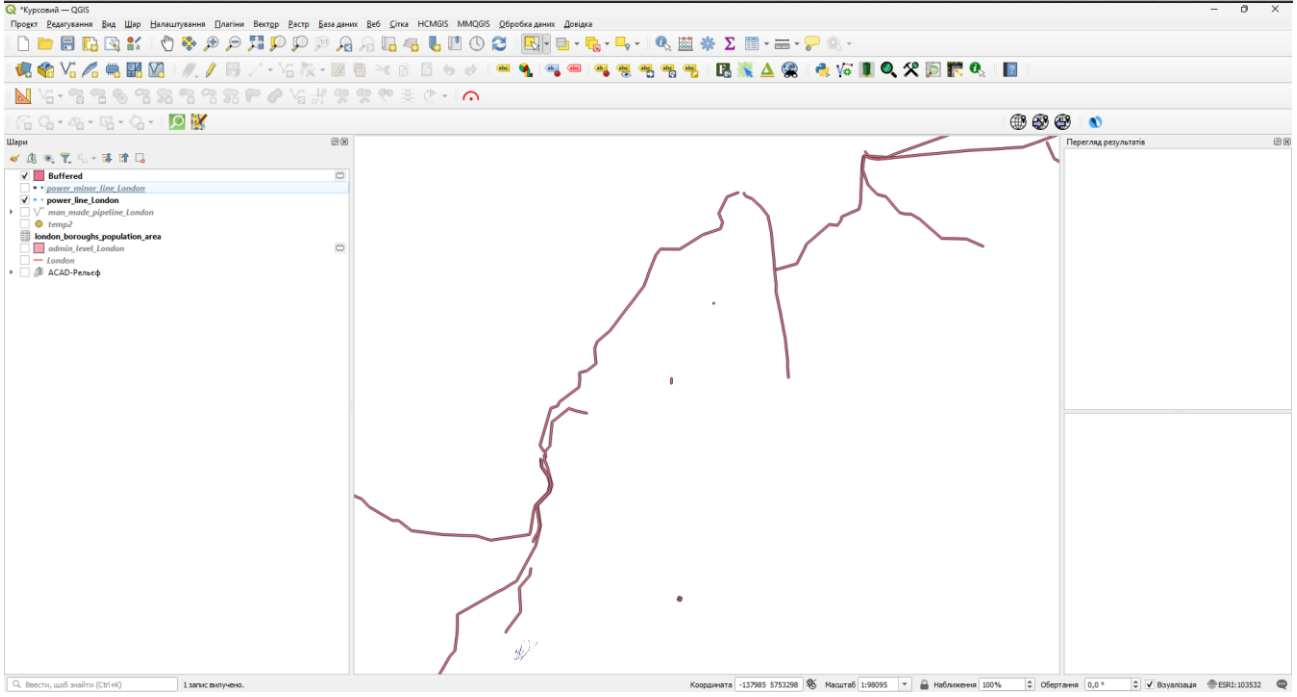 *Курсовий — QGIS
Проєкт Редагування Вид Шар Налаштування Плагіни Вектор Растр База даних Веб Сітка HCMGIS MMQGIS Обробка даних Довідка
Шари
Перегляд результатів
Buffered
power_minor_line_London
power_line_London
man_made_pipeline_London
temp2
london_boroughs_population_area
admin_level_London
London
ACAD-Рельєф
Ввести, щоб знайти (Ctrl+K) 1 запис вилучено. Координата -137985 5753298 Масштаб 1:98095 Наближення 100% Обертання 0,0 ° Візуалізація ESRI:103532